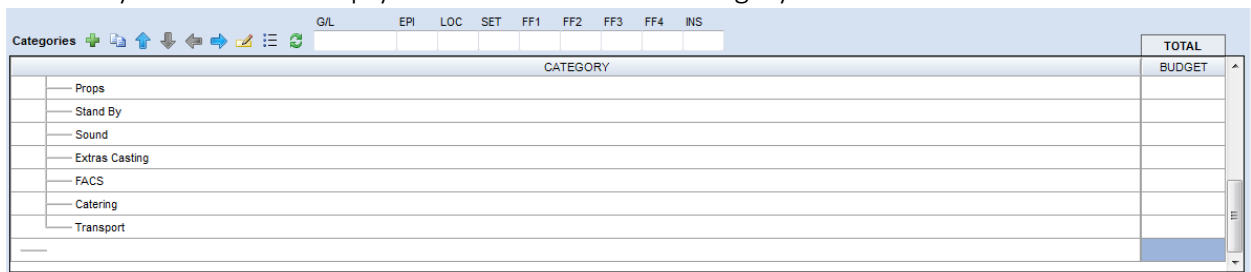 G/L EPI LOC SET FF1 FF2 FF3 FF4 INS
Categories
TOTAL
CATEGORY BUDGET
Props
Stand By
Sound
Extras Casting
FACS
Catering
Transport